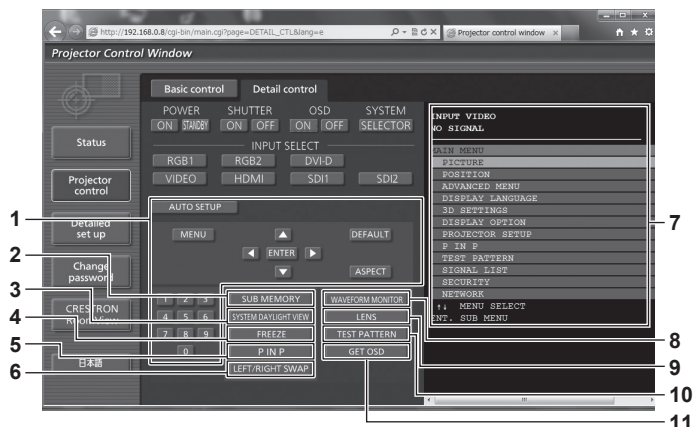 http://192.168.0.8/cgi-bin/main.cgi?page=DETAIL_CTL&lang=e
Projector control window
Projector Control Window
Basic control
Detail control
POWER
SHUTTER
OSD
SYSTEM
ON
STANDBY
ON
OFF
ON
OFF
SELECTOR
INPUT SELECT
RGB1
RGB2
DVI-D
VIDEO
HDMI
SDI1
SDI2
AUTO SETUP
MENU
DEFAULT
ENTER
ASPECT
1
2
3
4
5
6
7
8
9
0
SUB MEMORY
SYSTEM DAYLIGHT VIEW
FREEZE
P IN P
LEFT/RIGHT SWAP
WAVEFORM MONITOR
LENS
TEST PATTERN
GET OSD
Status
Projector control
Detailed set up
Change password
CRESTRON
日本語
INPUT VIDEO
NO SIGNAL
MAIN MENU
PICTURE
POSITION
ADVANCED MENU
DISPLAY LANGUAGE
3D SETTINGS
DISPLAY OPTION
PROJECTOR SETUP
P IN P
TEST PATTERN
SIGNAL LIST
SECURITY
NETWORK
↑↓ MENU SELECT
ENT. SUB MENU
1
2
3
4
5
6
7
8
9
10
11